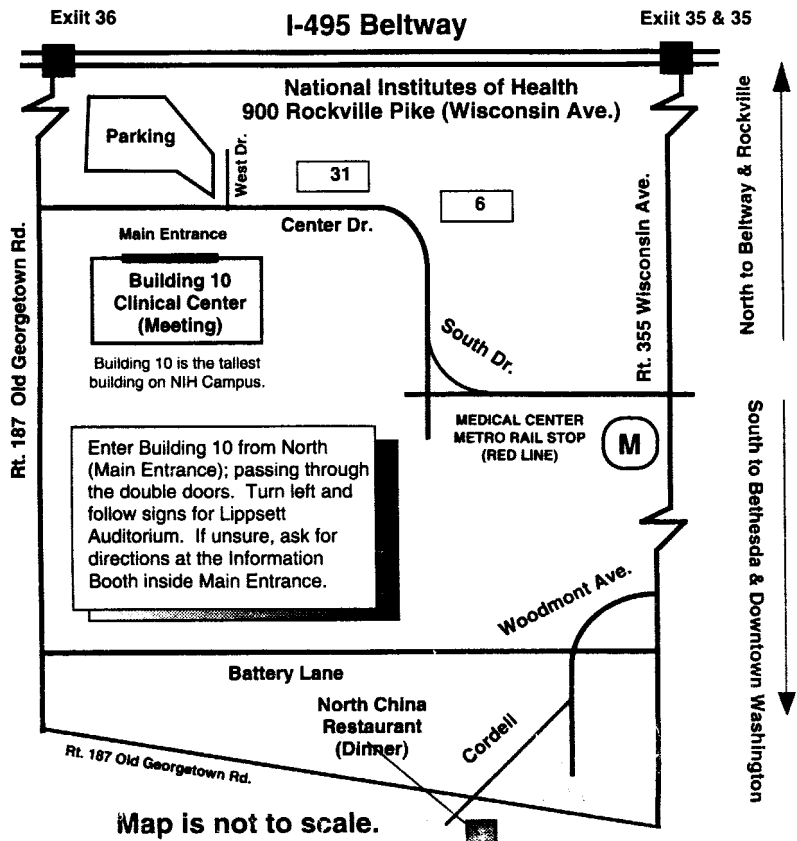 Exiit 36
I-495 Beltway
Exiit 35 & 35
National Institutes of Health
900 Rockville Pike (Wisconsin Ave.)
Parking
West Dr.
31
6
Center Dr.
Main Entrance
Building 10
Clinical Center
(Meeting)
Building 10 is the tallest
building on NIH Campus.
South Dr.
Rt. 187 Old Georgetown Rd.
Rt. 355 Wisconsin Ave.
North to Beltway & Rockville
MEDICAL CENTER
METRO RAIL STOP
(RED LINE)
M
Enter Building 10 from North
(Main Entrance); passing through
the double doors. Turn left and
follow signs for Lippsett
Auditorium. If unsure, ask for
directions at the Information
Booth inside Main Entrance.
South to Bethesda & Downtown Washington
Woodmont Ave.
Battery Lane
North China
Restaurant
(Dinner)
Cordell
Rt. 187 Old Georgetown Rd.
Map is not to scale.